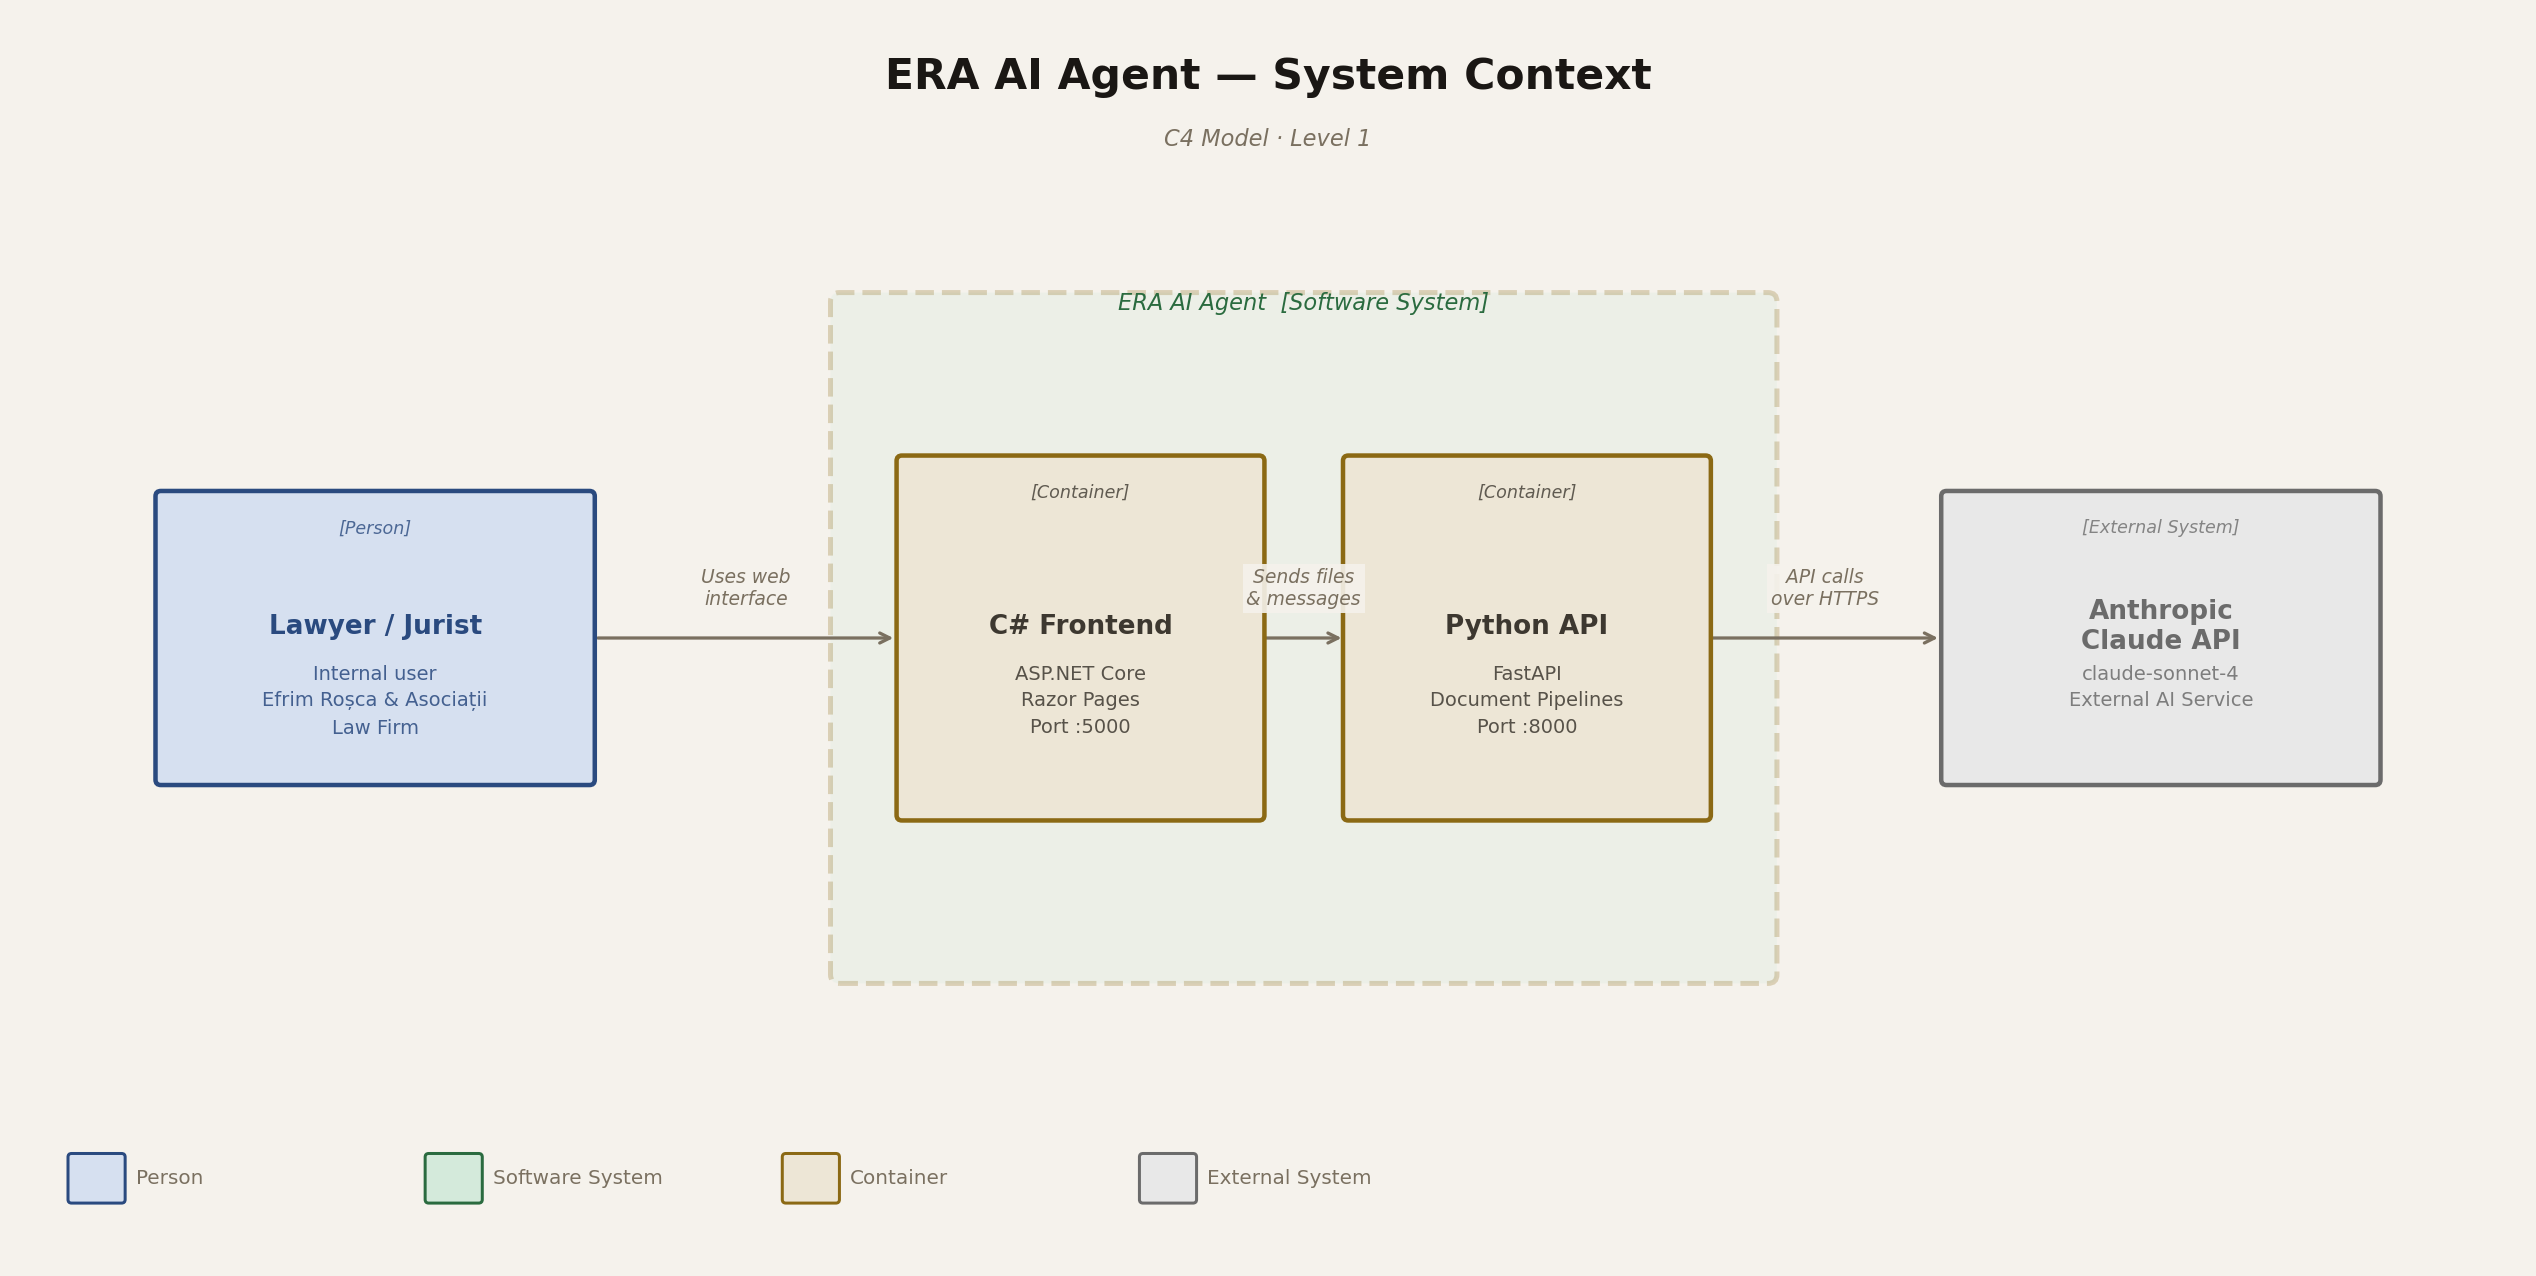 ERA AI Agent — System Context
C4 Model · Level 1
ERA AI Agent  [Software System]
[Person]
Lawyer / Jurist
Internal user
Efrim Roșca & Asociații
Law Firm
Uses web
interface
[Container]
C# Frontend
ASP.NET Core
Razor Pages
Port :5000
Sends files
& messages
[Container]
Python API
FastAPI
Document Pipelines
Port :8000
API calls
over HTTPS
[External System]
Anthropic
Claude API
claude-sonnet-4
External AI Service
Person
Software System
Container
External System